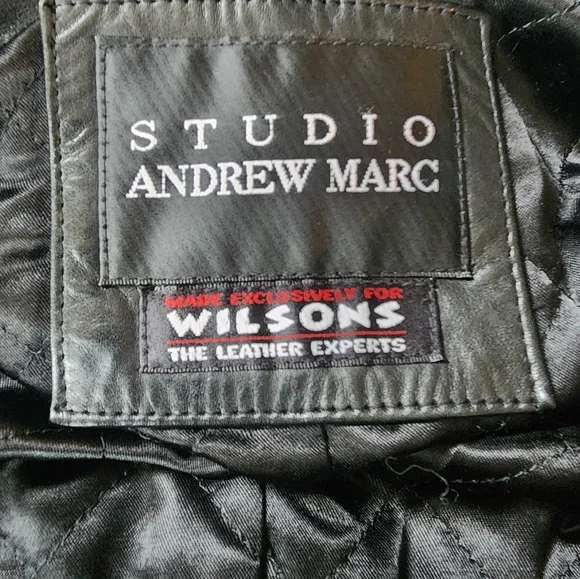 STUDIO
ANDREW MARC
MADE EXCLUSIVELY FOR
WILSONS
THE LEATHER EXPERTS